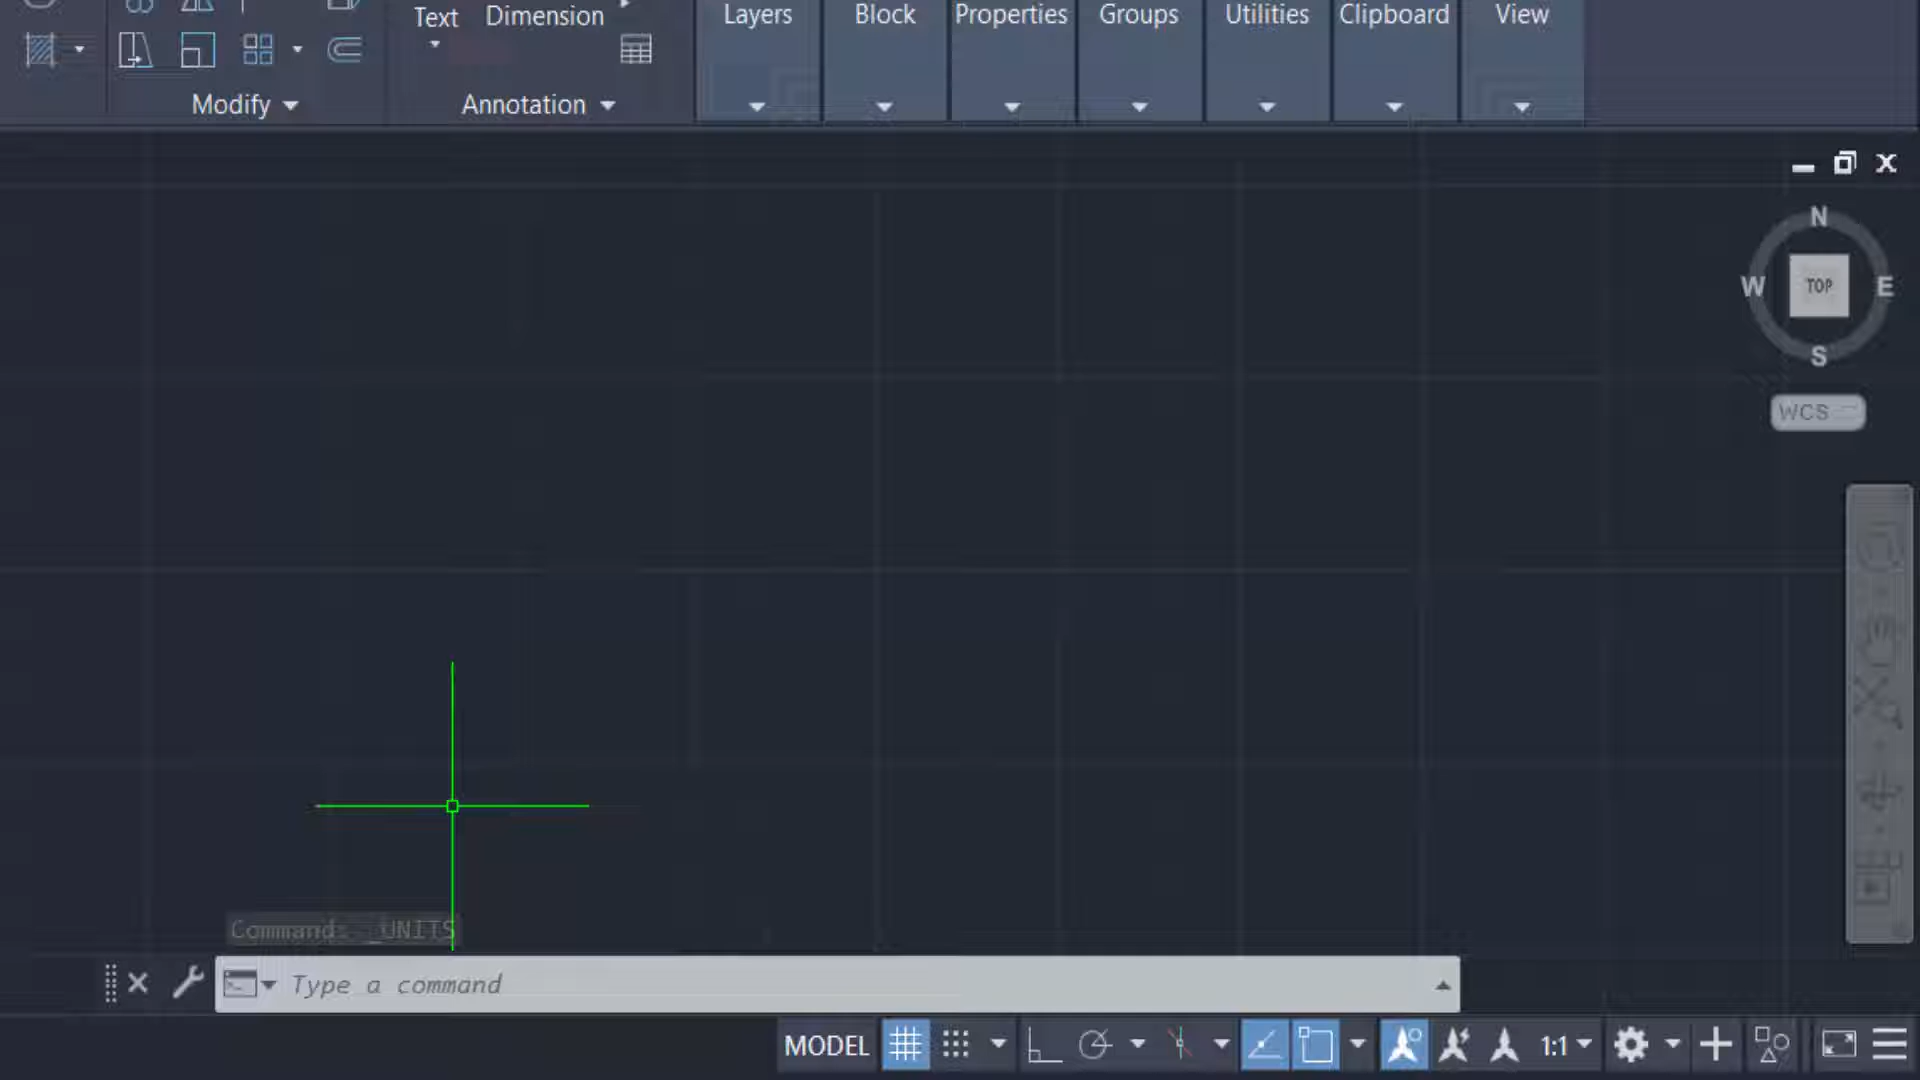 Text Dimension Layers Block Properties Groups Utilities Clipboard View
Modify Annotation
N
W TOP E
S
WCS
Command: _UNITS
Type a command
MODEL 1:1